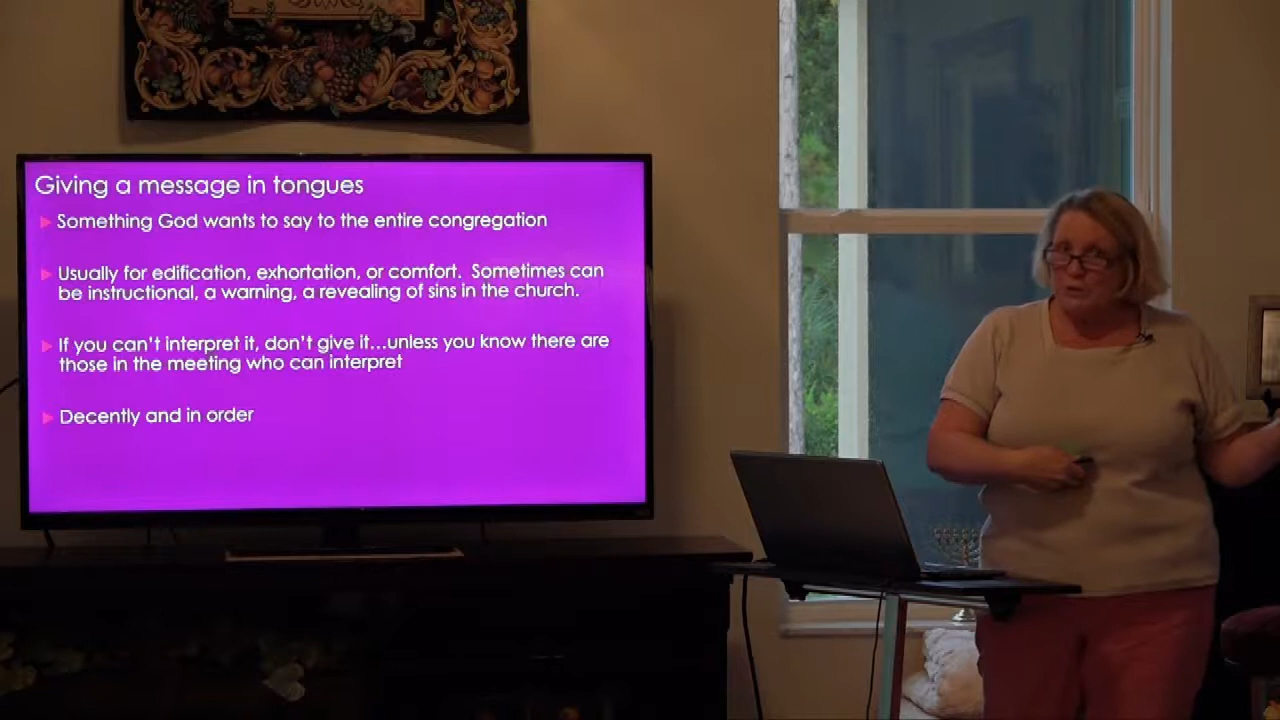 Giving a message in tongues
Something God wants to say to the entire congregation
Usually for edification, exhortation, or comfort. Sometimes can
be instructional, a warning, a revealing of sins in the church.
If you can't interpret it, don't give it...unless you know there are
those in the meeting who can interpret
Decently and in order